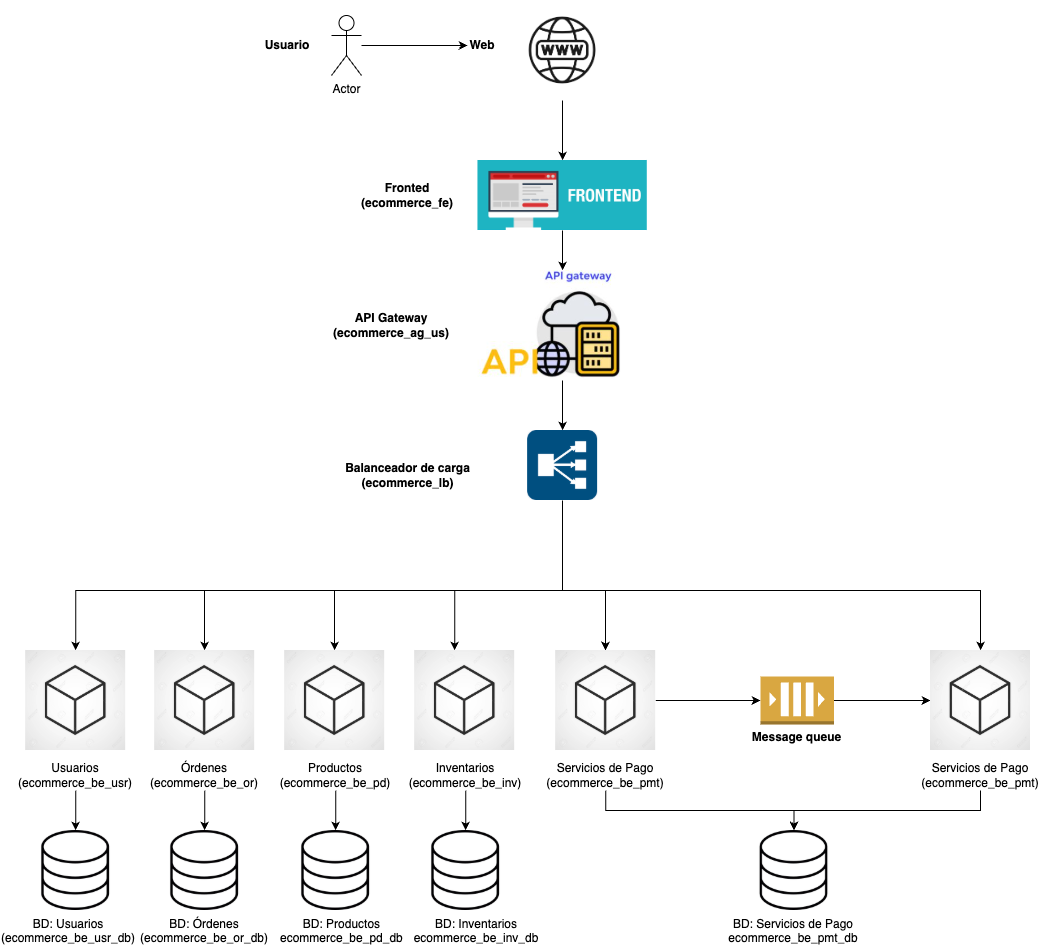 Usuario
Web
WWW
Actor
Fronted
(ecommerce_fe)
FRONTEND
API gateway
API Gateway
(ecommerce_ag_us)
API
Balanceador de carga
(ecommerce_lb)
Message queue
Usuarios
(ecommerce_be_usr)
Órdenes
(ecommerce_be_or)
Productos
(ecommerce_be_pd)
Inventarios
(ecommerce_be_inv)
Servicios de Pago
(ecommerce_be_pmt)
Servicios de Pago
(ecommerce_be_pmt)
BD: Usuarios
(ecommerce_be_usr_db)
BD: Órdenes
(ecommerce_be_or_db)
BD: Productos
ecommerce_be_pd_db
BD: Inventarios
ecommerce_be_inv_db
BD: Servicios de Pago
ecommerce_be_pmt_db